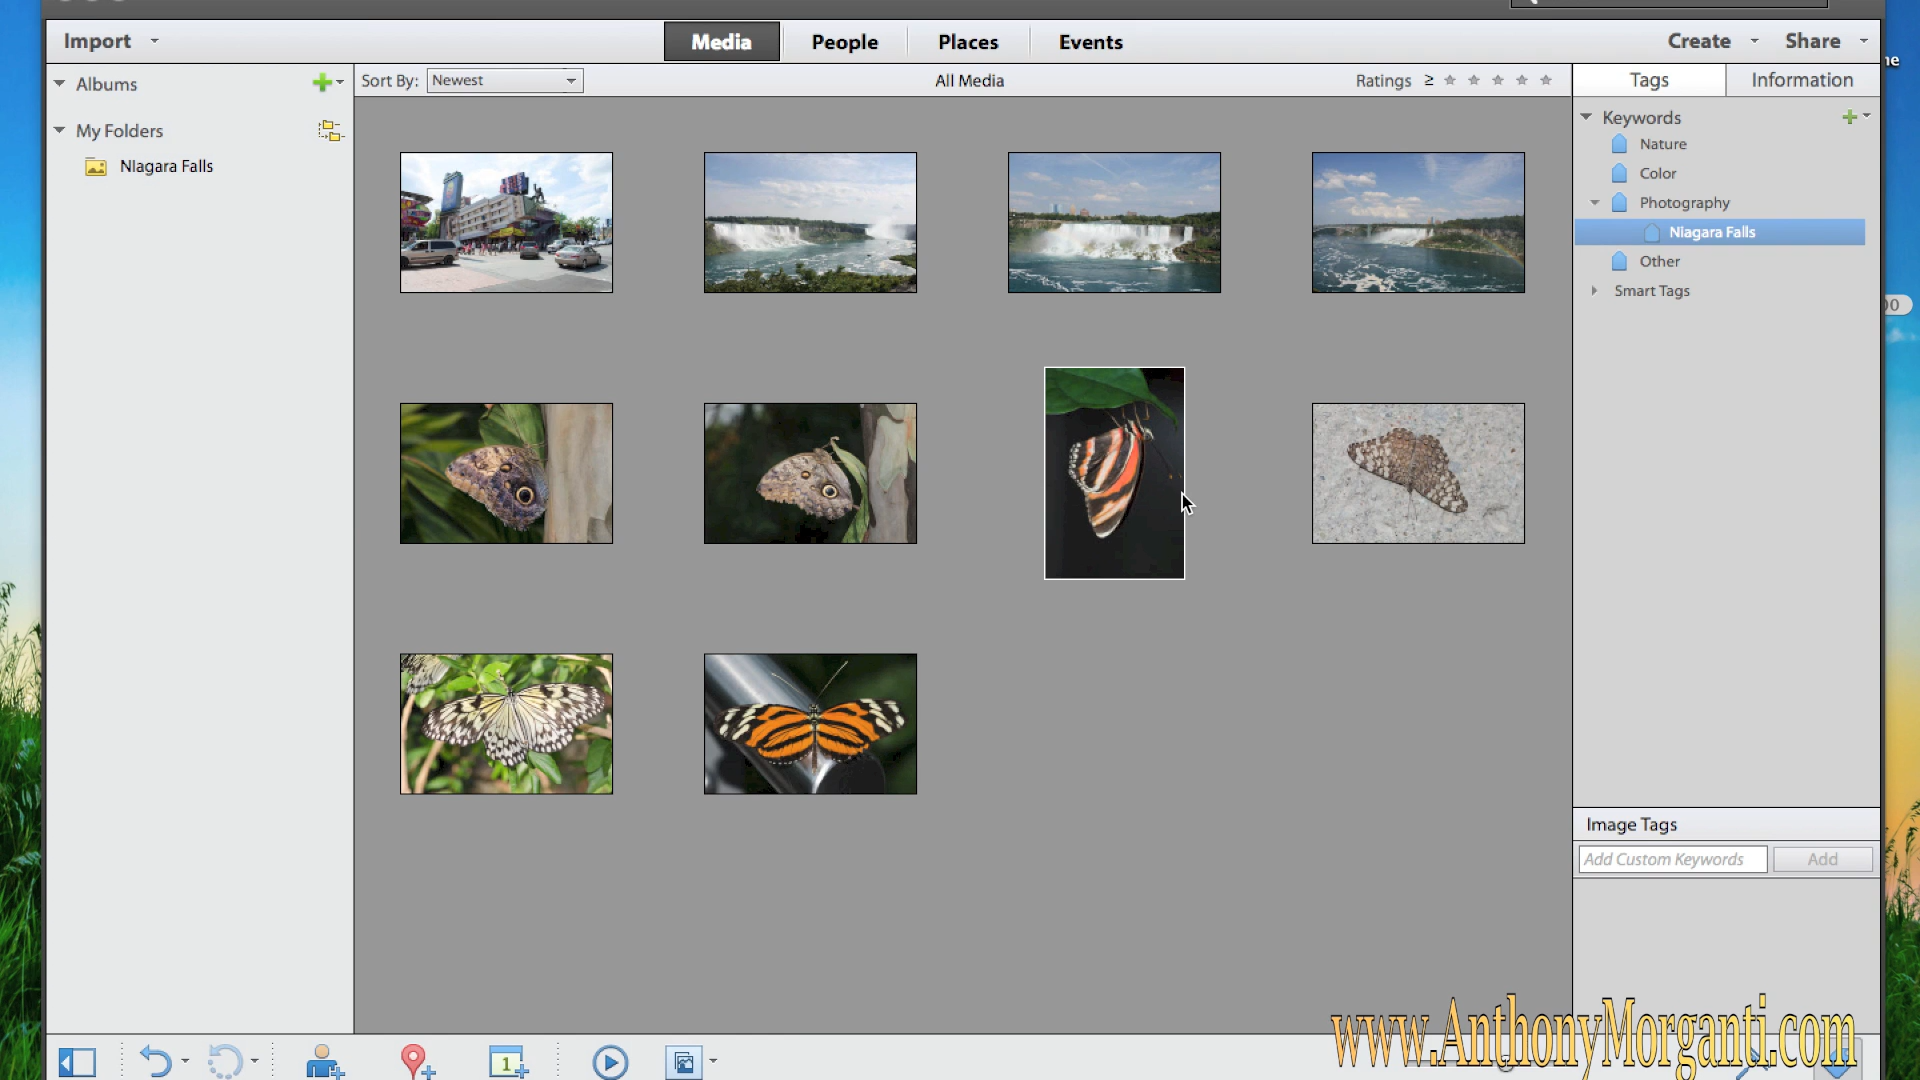 Import
Media
People
Places
Events
Create
Share
Albums
Sort By: Newest
All Media
Ratings ≥
Tags
Information
My Folders
NIagara Falls
Keywords
Nature
Color
Photography
Niagara Falls
Other
Smart Tags
Image Tags
Add Custom Keywords
Add
1
www.AnthonyMorganti.com